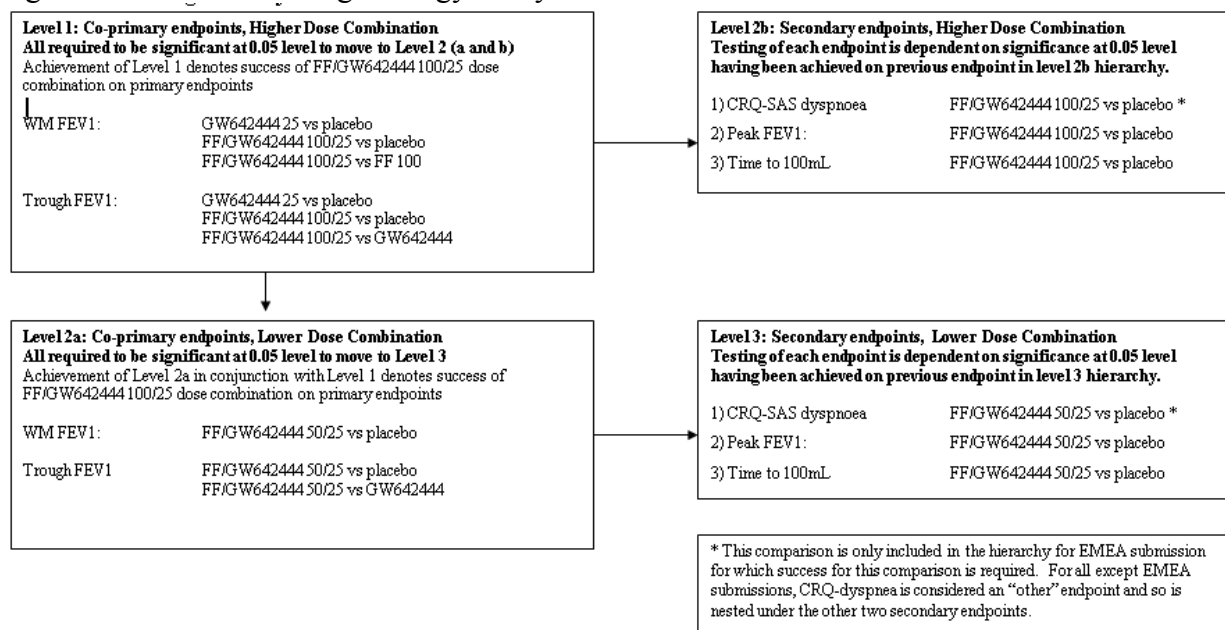 Level 1: Co-primary endpoints, Higher Dose Combination
All required to be significant at 0.05 level to move to Level 2 (a and b)
Achievement of Level 1 denotes success of FF/GW642444 100/25 dose
combination on primary endpoints
WM FEV1: GW64244425 vs placebo
FF/GW642444 100/25 vs placebo
FF/GW642444 100/25 vs FF 100
Trough FEV1: GW64244425 vs placebo
FF/GW642444 100/25 vs placebo
FF/GW642444 100/25 vs GW642444
Level 2b: Secondary endpoints, Higher Dose Combination
Testing of each endpoint is dependent on significance at 0.05 level
having been achieved on previous endpoint in level 2b hierarchy.
1) CRQ-SAS dyspnoea FF/GW642444 100/25 vs placebo *
2) Peak FEV1: FF/GW642444 100/25 vs placebo
3) Time to 100mL FF/GW642444 100/25 vs placebo
Level 2a: Co-primary endpoints, Lower Dose Combination
All required to be significant at 0.05 level to move to Level 3
Achievement of Level 2a in conjunction with Level 1 denotes success of
FF/GW642444 100/25 dose combination on primary endpoints
WM FEV1: FF/GW642444 50/25 vs placebo
Trough FEV1 FF/GW642444 50/25 vs placebo
FF/GW642444 50/25 vs GW642444
Level 3: Secondary endpoints, Lower Dose Combination
Testing of each endpoint is dependent on significance at 0.05 level
having been achieved on previous endpoint in level 3 hierarchy.
1) CRQ-SAS dyspnoea FF/GW642444 50/25 vs placebo *
2) Peak FEV1: FF/GW642444 50/25 vs placebo
3) Time to 100mL FF/GW642444 50/25 vs placebo
* This comparison is only included in the hierarchy for EMEA submission
for which success for this comparison is required. For all except EMEA
submissions, CRQ-dyspnea is considered an “other” endpoint and so is
nested under the other two secondary endpoints.